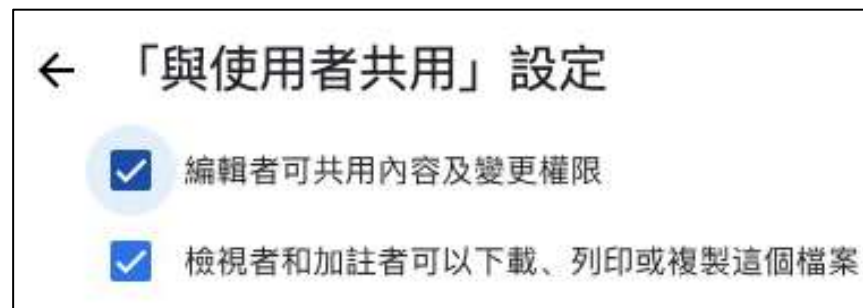 「與使用者共用」設定
編輯者可共用內容及變更權限
檢視者和加註者可以下載、列印或複製這個檔案